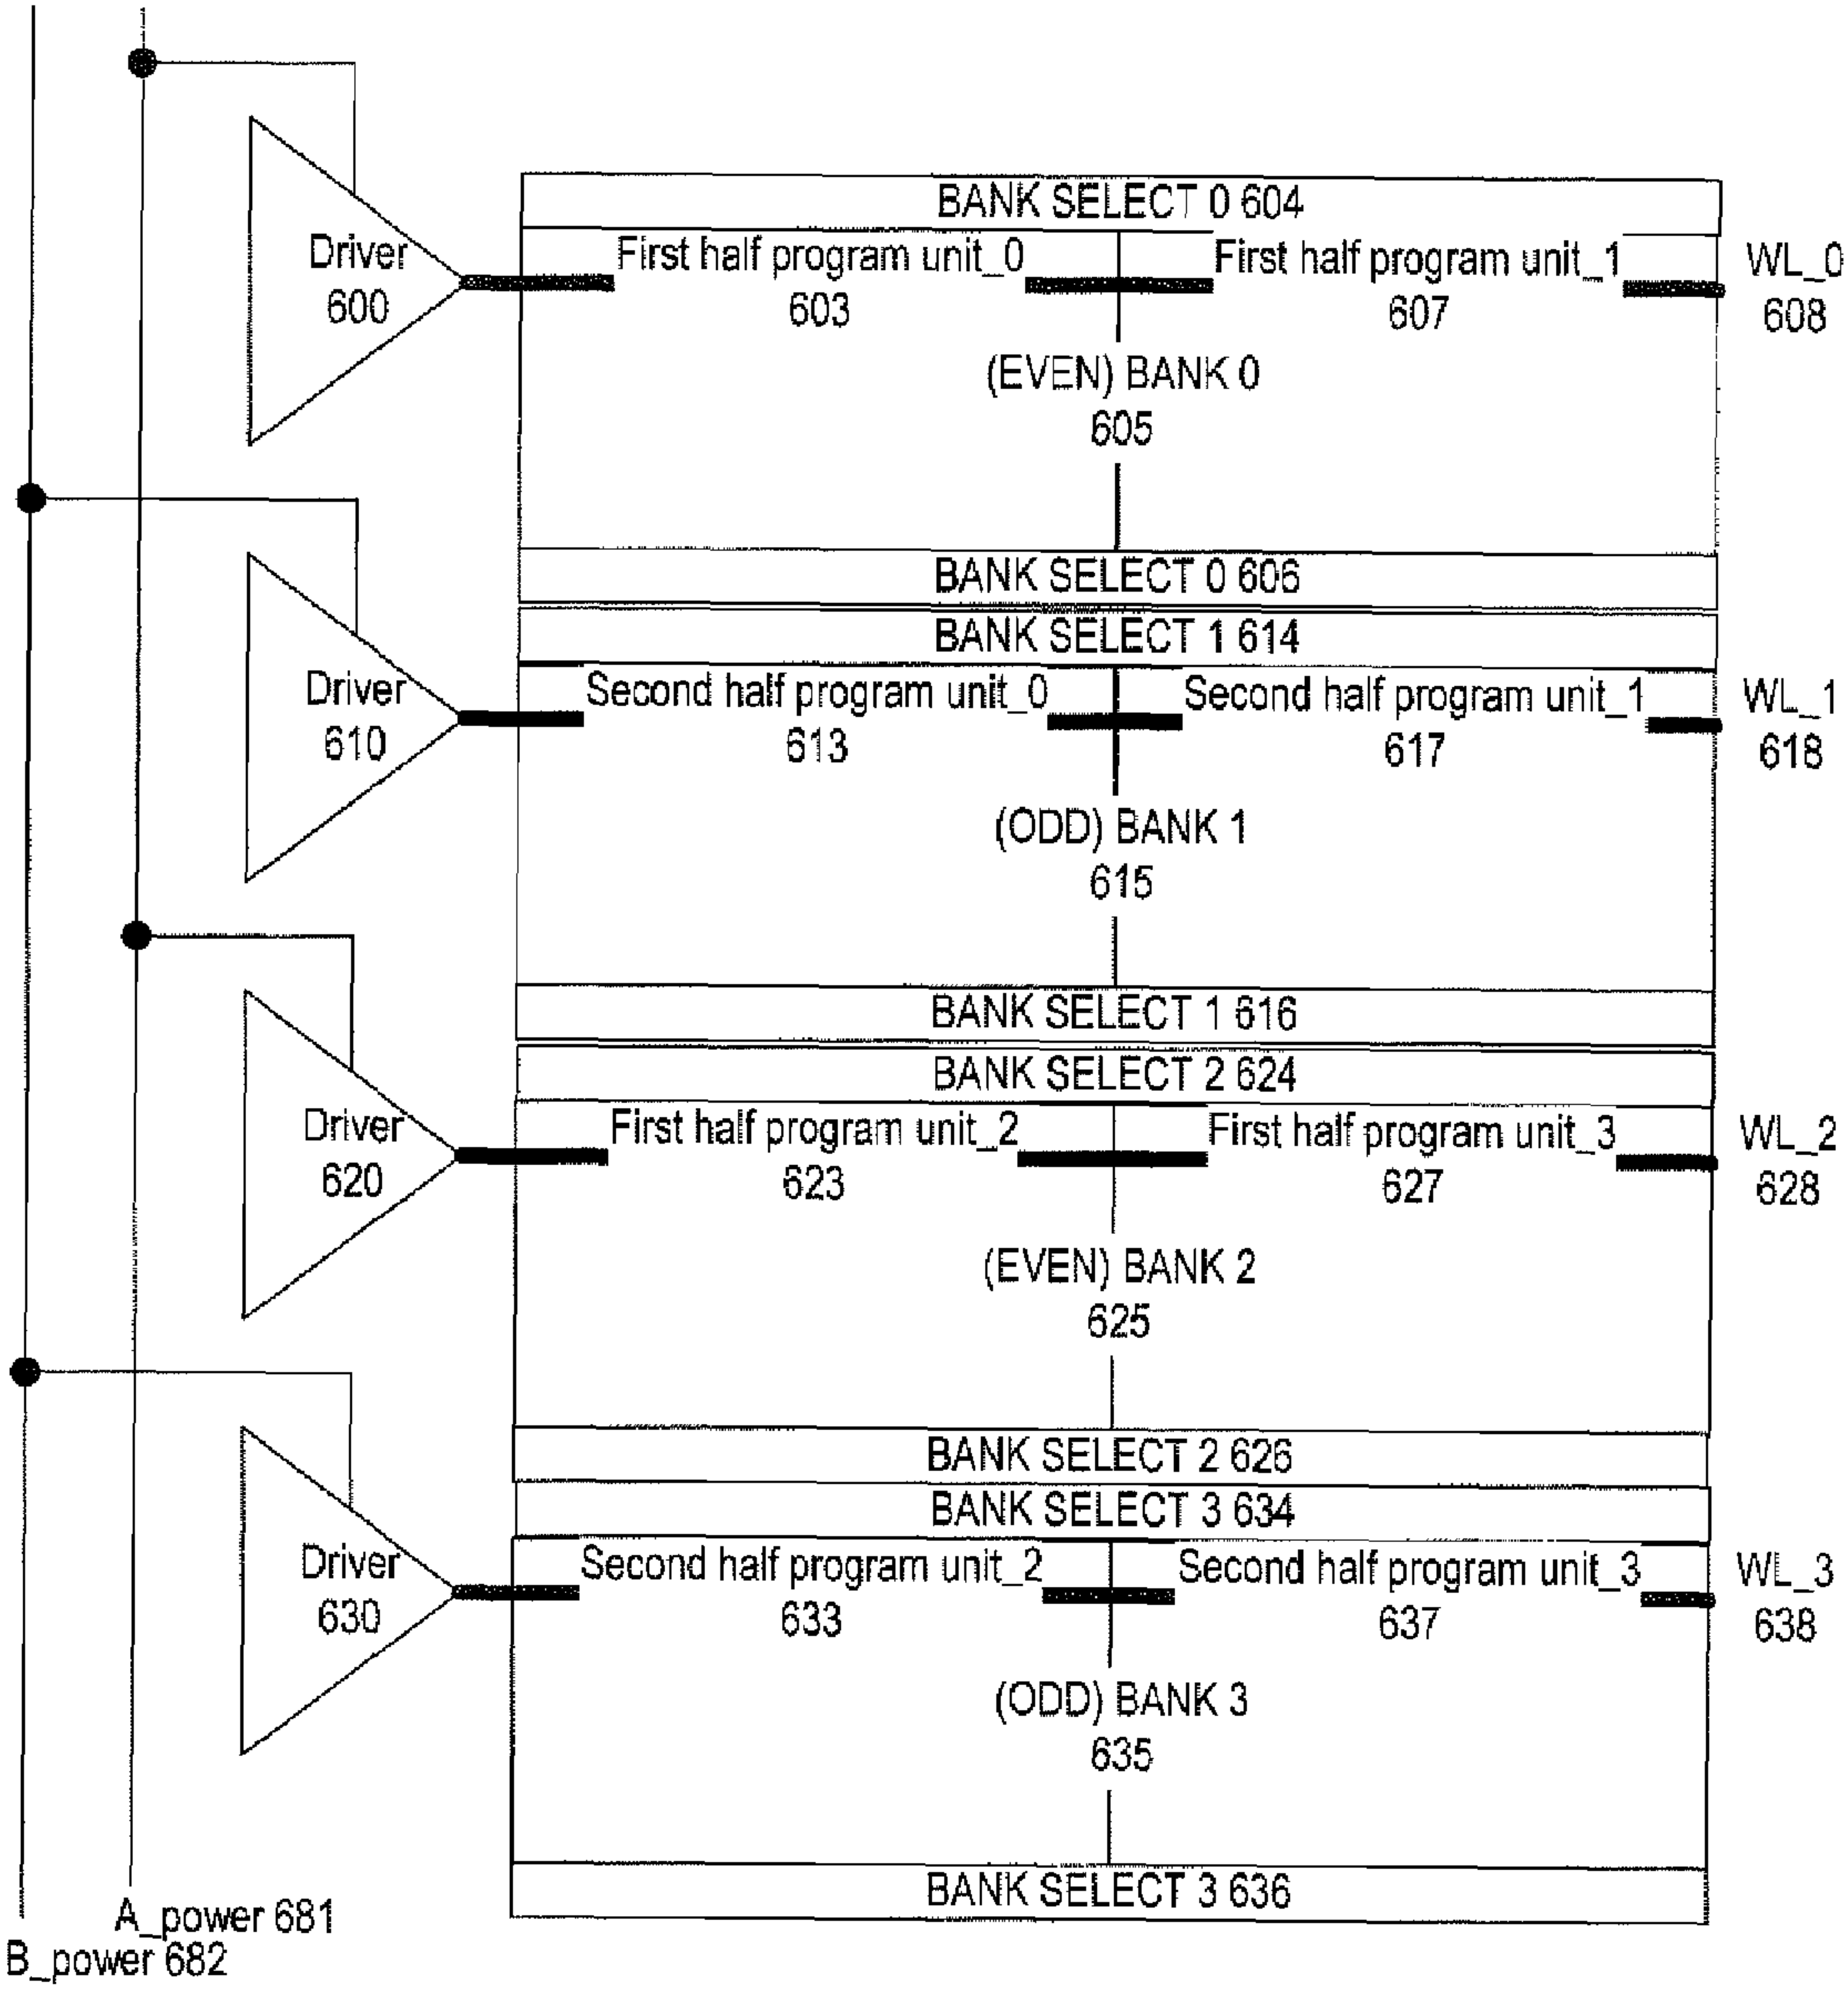 BANK SELECT 0 604
Driver
600
First half program unit_0
603
First half program unit_1
607
WL_0
608
(EVEN) BANK 0
605
BANK SELECT 0 606
BANK SELECT 1 614
Driver
610
Second half program unit_0
613
Second half program unit_1
617
WL_1
618
(ODD) BANK 1
615
BANK SELECT 1 616
BANK SELECT 2 624
Driver
620
First half program unit_2
623
First half program unit_3
627
WL_2
628
(EVEN) BANK 2
625
BANK SELECT 2 626
BANK SELECT 3 634
Driver
630
Second half program unit_2
633
Second half program unit_3
637
WL_3
638
(ODD) BANK 3
635
BANK SELECT 3 636
A_power 681
B_power 682